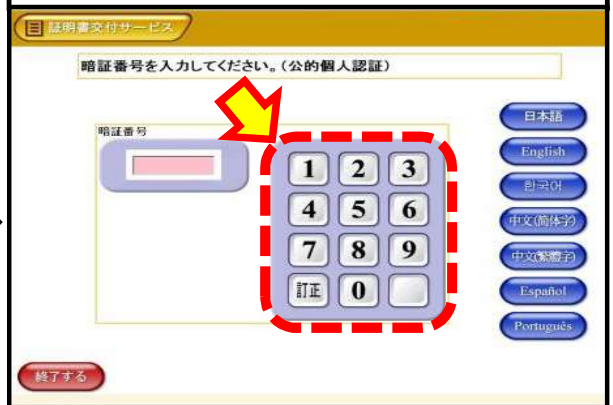 証明書交付サービス
暗証番号を入力してください。(公的個人認証)
暗証番号
1 2 3
4 5 6
7 8 9
訂正 0
日本語
English
한국어
中文(简体字)
中文(繁體字)
Español
Português
終了する